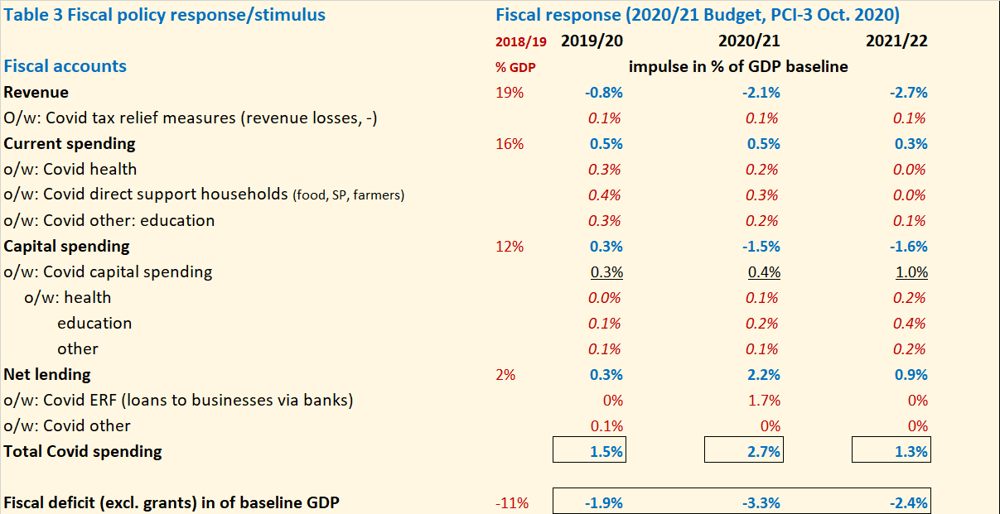 Table 3 Fiscal policy response/stimulus Fiscal response (2020/21 Budget, PCI-3 Oct. 2020)
2018/19 2019/20 2020/21 2021/22
Fiscal accounts % GDP impulse in % of GDP baseline
Revenue 19% -0.8% -2.1% -2.7%
O/w: Covid tax relief measures (revenue losses, -) 0.1% 0.1% 0.1%
Current spending 16% 0.5% 0.5% 0.3%
o/w: Covid health 0.3% 0.2% 0.0%
o/w: Covid direct support households (food, SP, farmers) 0.4% 0.3% 0.0%
o/w: Covid other: education 0.3% 0.2% 0.1%
Capital spending 12% 0.3% -1.5% -1.6%
o/w: Covid capital spending 0.3% 0.4% 1.0%
o/w: health 0.0% 0.1% 0.2%
education 0.1% 0.2% 0.4%
other 0.1% 0.1% 0.2%
Net lending 2% 0.3% 2.2% 0.9%
o/w: Covid ERF (loans to businesses via banks) 0% 1.7% 0%
o/w: Covid other 0.1% 0% 0%
Total Covid spending 1.5% 2.7% 1.3%
Fiscal deficit (excl. grants) in of baseline GDP -11% -1.9% -3.3% -2.4%